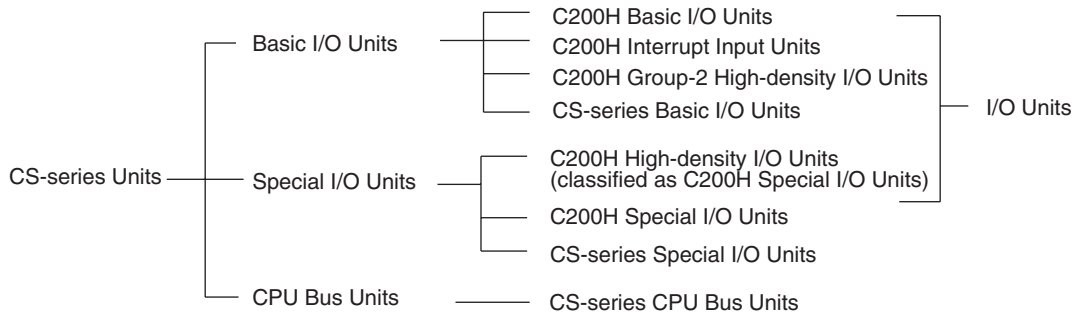 C200H Basic I/O Units
Basic I/O Units
C200H Interrupt Input Units
C200H Group-2 High-density I/O Units
CS-series Basic I/O Units
I/O Units
C200H High-density I/O Units
(classified as C200H Special I/O Units)
CS-series Units
Special I/O Units
C200H Special I/O Units
CS-series Special I/O Units
CPU Bus Units
CS-series CPU Bus Units